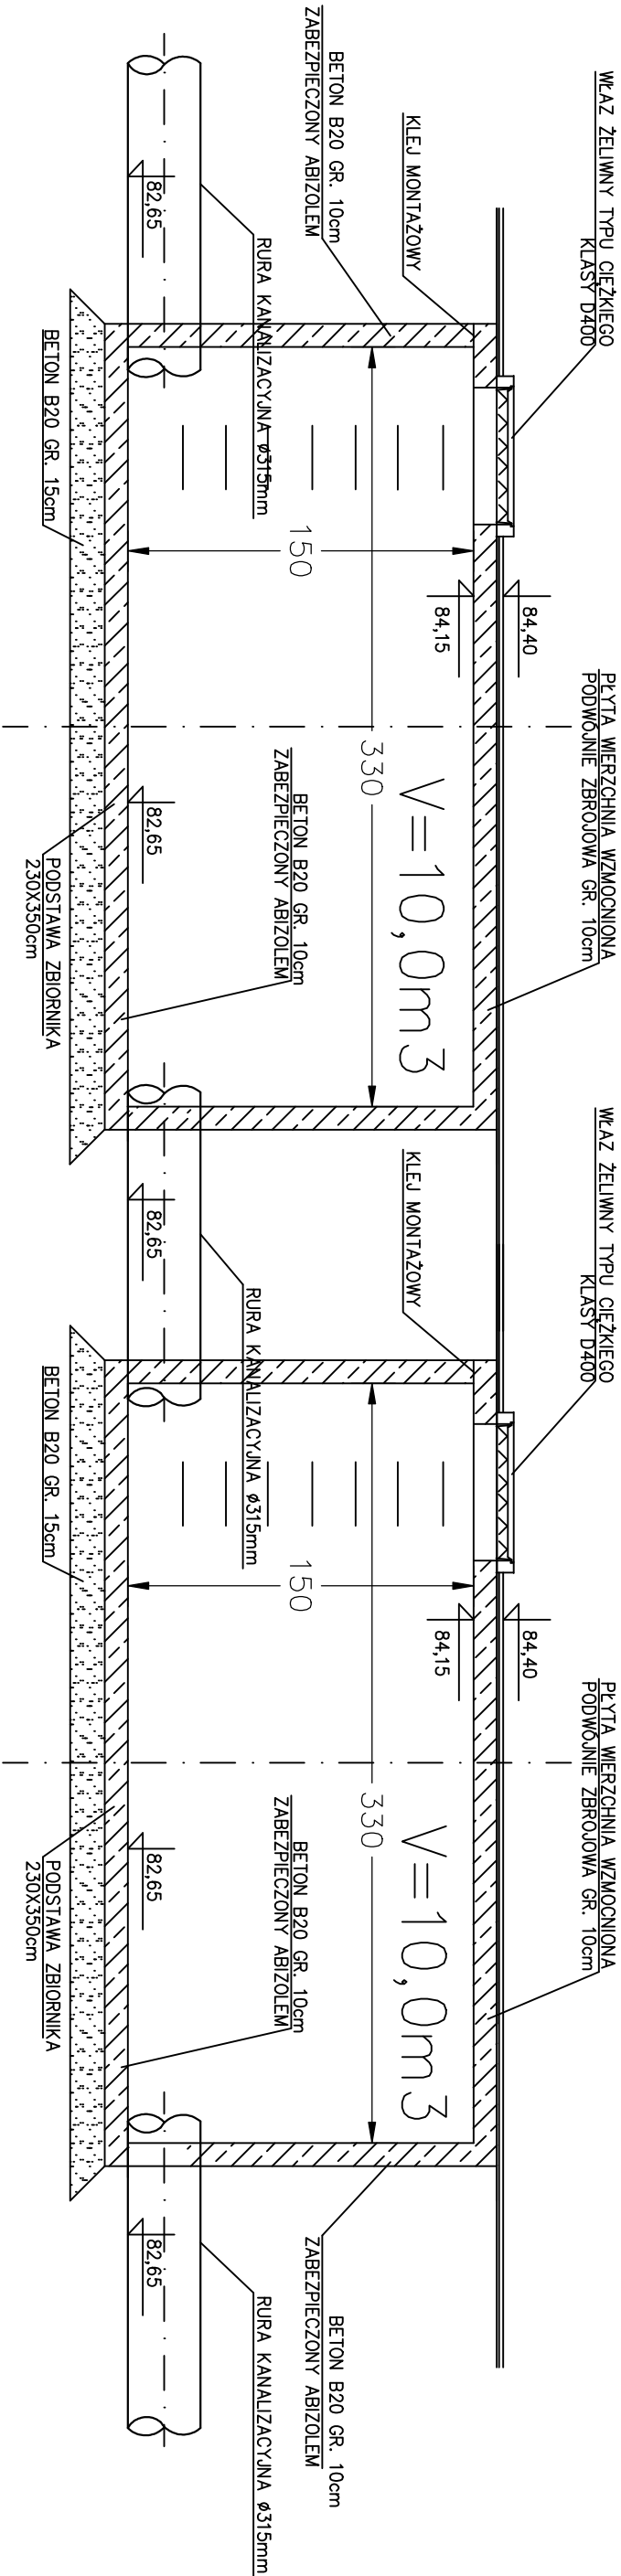 WŁAZ ŻELIWNY TYPU CIĘŻKIEGO
KLASY D400
KLEJ MONTAŻOWY
BETON B20 GR. 10cm
ZABEZPIECZONY ABIZOLEM
82,65
RURA KANALIZACYJNA ø315mm
BETON B20 GR. 15cm
150
84,40
84,15
PŁYTA WIERZCHNIA WZMOCNIONA
PODWÓJNIE ZBROJOWA GR. 10cm
330
V=10,0m3
82,65
BETON B20 GR. 10cm
ZABEZPIECZONY ABIZOLEM
PODSTAWA ZBIORNIKA
230X350cm
WŁAZ ŻELIWNY TYPU CIĘŻKIEGO
KLASY D400
KLEJ MONTAŻOWY
82,65
RURA KANALIZACYJNA ø315mm
BETON B20 GR. 15cm
150
84,40
84,15
PŁYTA WIERZCHNIA WZMOCNIONA
PODWÓJNIE ZBROJOWA GR. 10cm
330
V=10,0m3
82,65
BETON B20 GR. 10cm
ZABEZPIECZONY ABIZOLEM
PODSTAWA ZBIORNIKA
230X350cm
BETON B20 GR. 10cm
ZABEZPIECZONY ABIZOLEM
82,65
RURA KANALIZACYJNA ø315mm